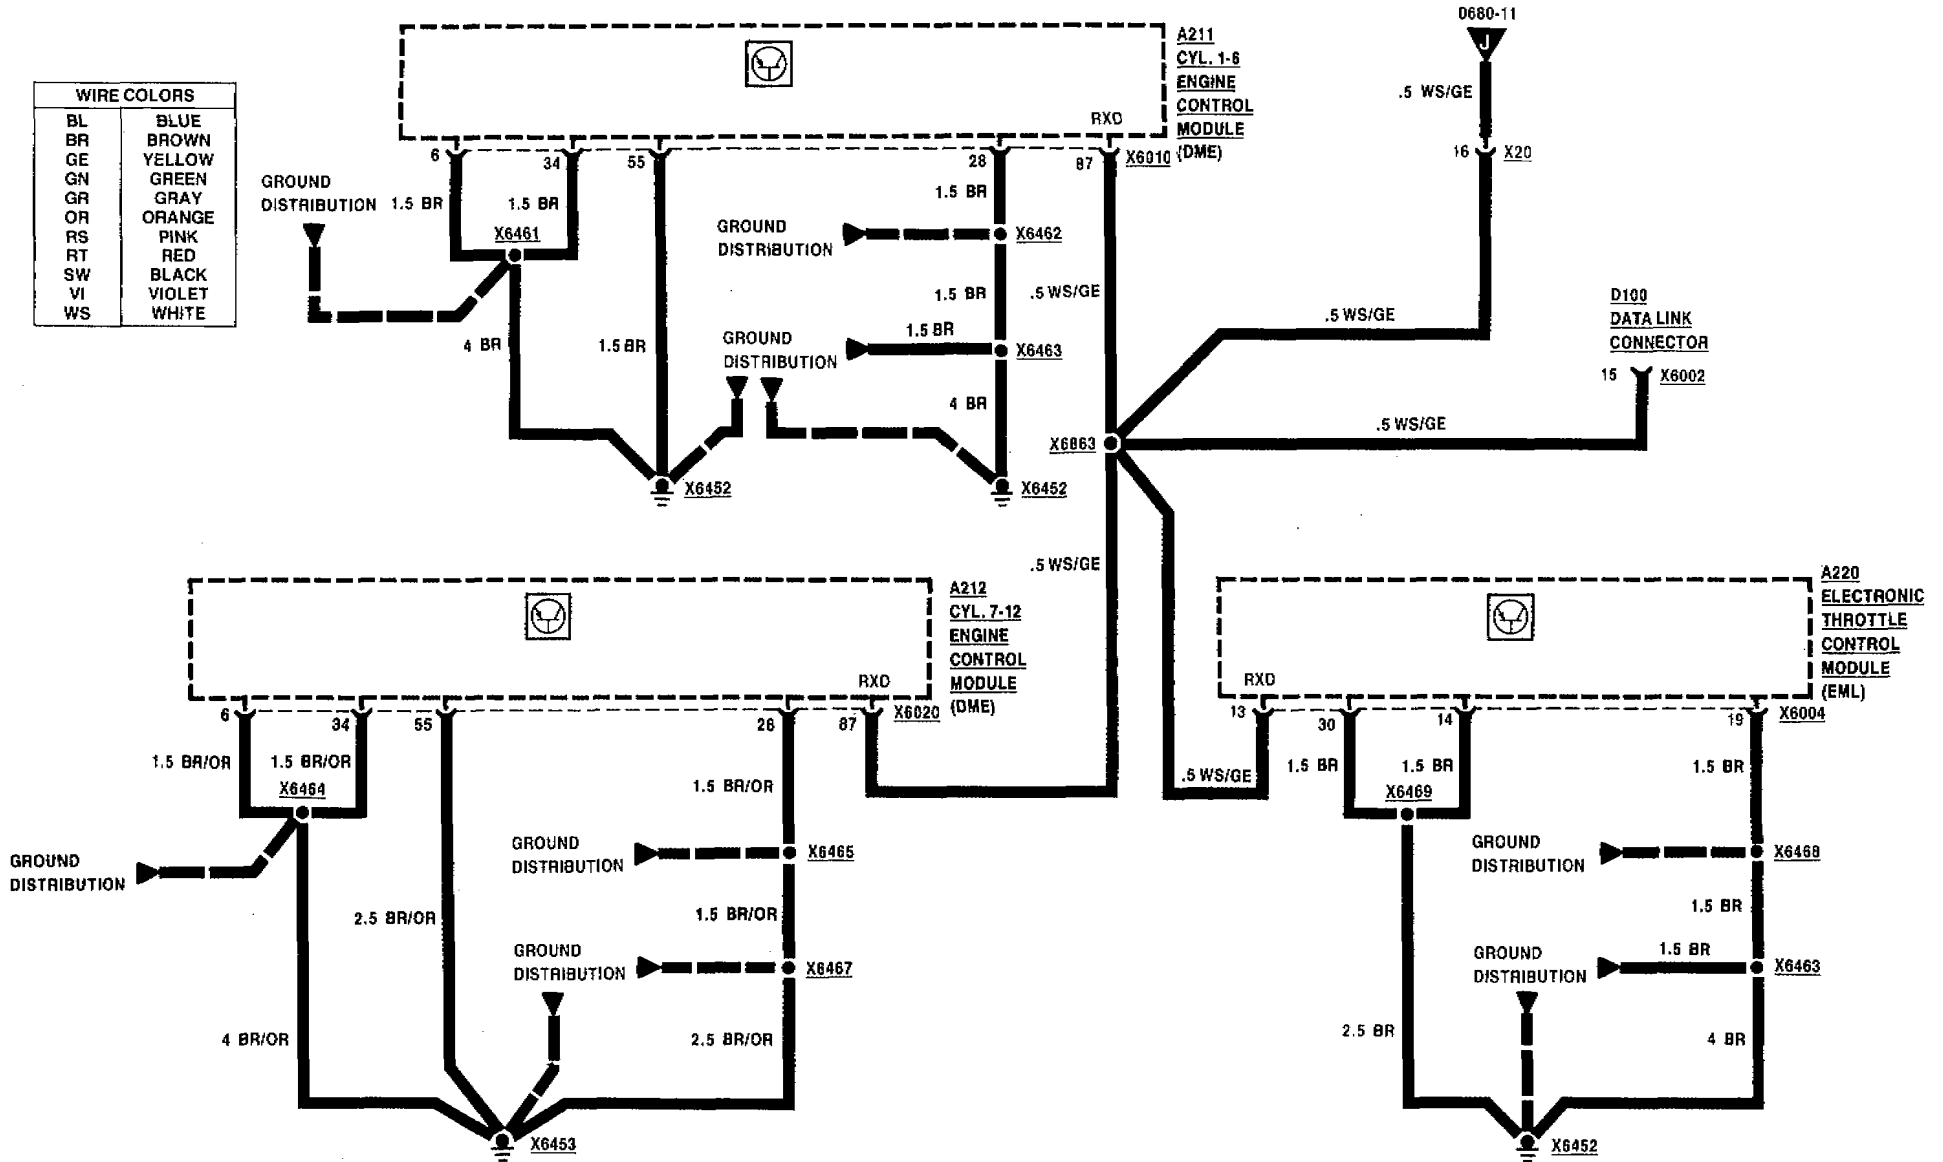 D680-11
J
.5 WS/GE
16 X20
A211
CYL. 1-6
ENGINE
CONTROL
MODULE
(DME)
RXD
WIRE COLORS
BL BLUE
BR BROWN
GE YELLOW
GN GREEN
GR GRAY
OR ORANGE
RS PINK
RT RED
SW BLACK
VI VIOLET
WS WHITE
6 34 55 28 87 X6010
GROUND
DISTRIBUTION
1.5 BR 1.5 BR
X6461
4 BR
1.5 BR
1.5 BR
GROUND
DISTRIBUTION
X6462
1.5 BR
.5 WS/GE
1.5 BR
GROUND
DISTRIBUTION
X6463
4 BR
X6452
X6452
.5 WS/GE
D100
DATA LINK
CONNECTOR
15 X6002
.5 WS/GE
X6863
.5 WS/GE
A212
CYL. 7-12
ENGINE
CONTROL
MODULE
(DME)
RXD
6 34 55 28 87 X6020
1.5 BR/OR 1.5 BR/OR
X6464
GROUND
DISTRIBUTION
4 BR/OR
2.5 BR/OR
1.5 BR/OR
GROUND
DISTRIBUTION
X6465
1.5 BR/OR
GROUND
DISTRIBUTION
X6467
2.5 BR/OR
X6453
A220
ELECTRONIC
THROTTLE
CONTROL
MODULE
(EML)
RXD
13 30 14 19 X6004
.5 WS/GE
1.5 BR 1.5 BR
X6469
2.5 BR
1.5 BR
GROUND
DISTRIBUTION
X6468
1.5 BR
GROUND
DISTRIBUTION
1.5 BR
X6463
4 BR
X6452